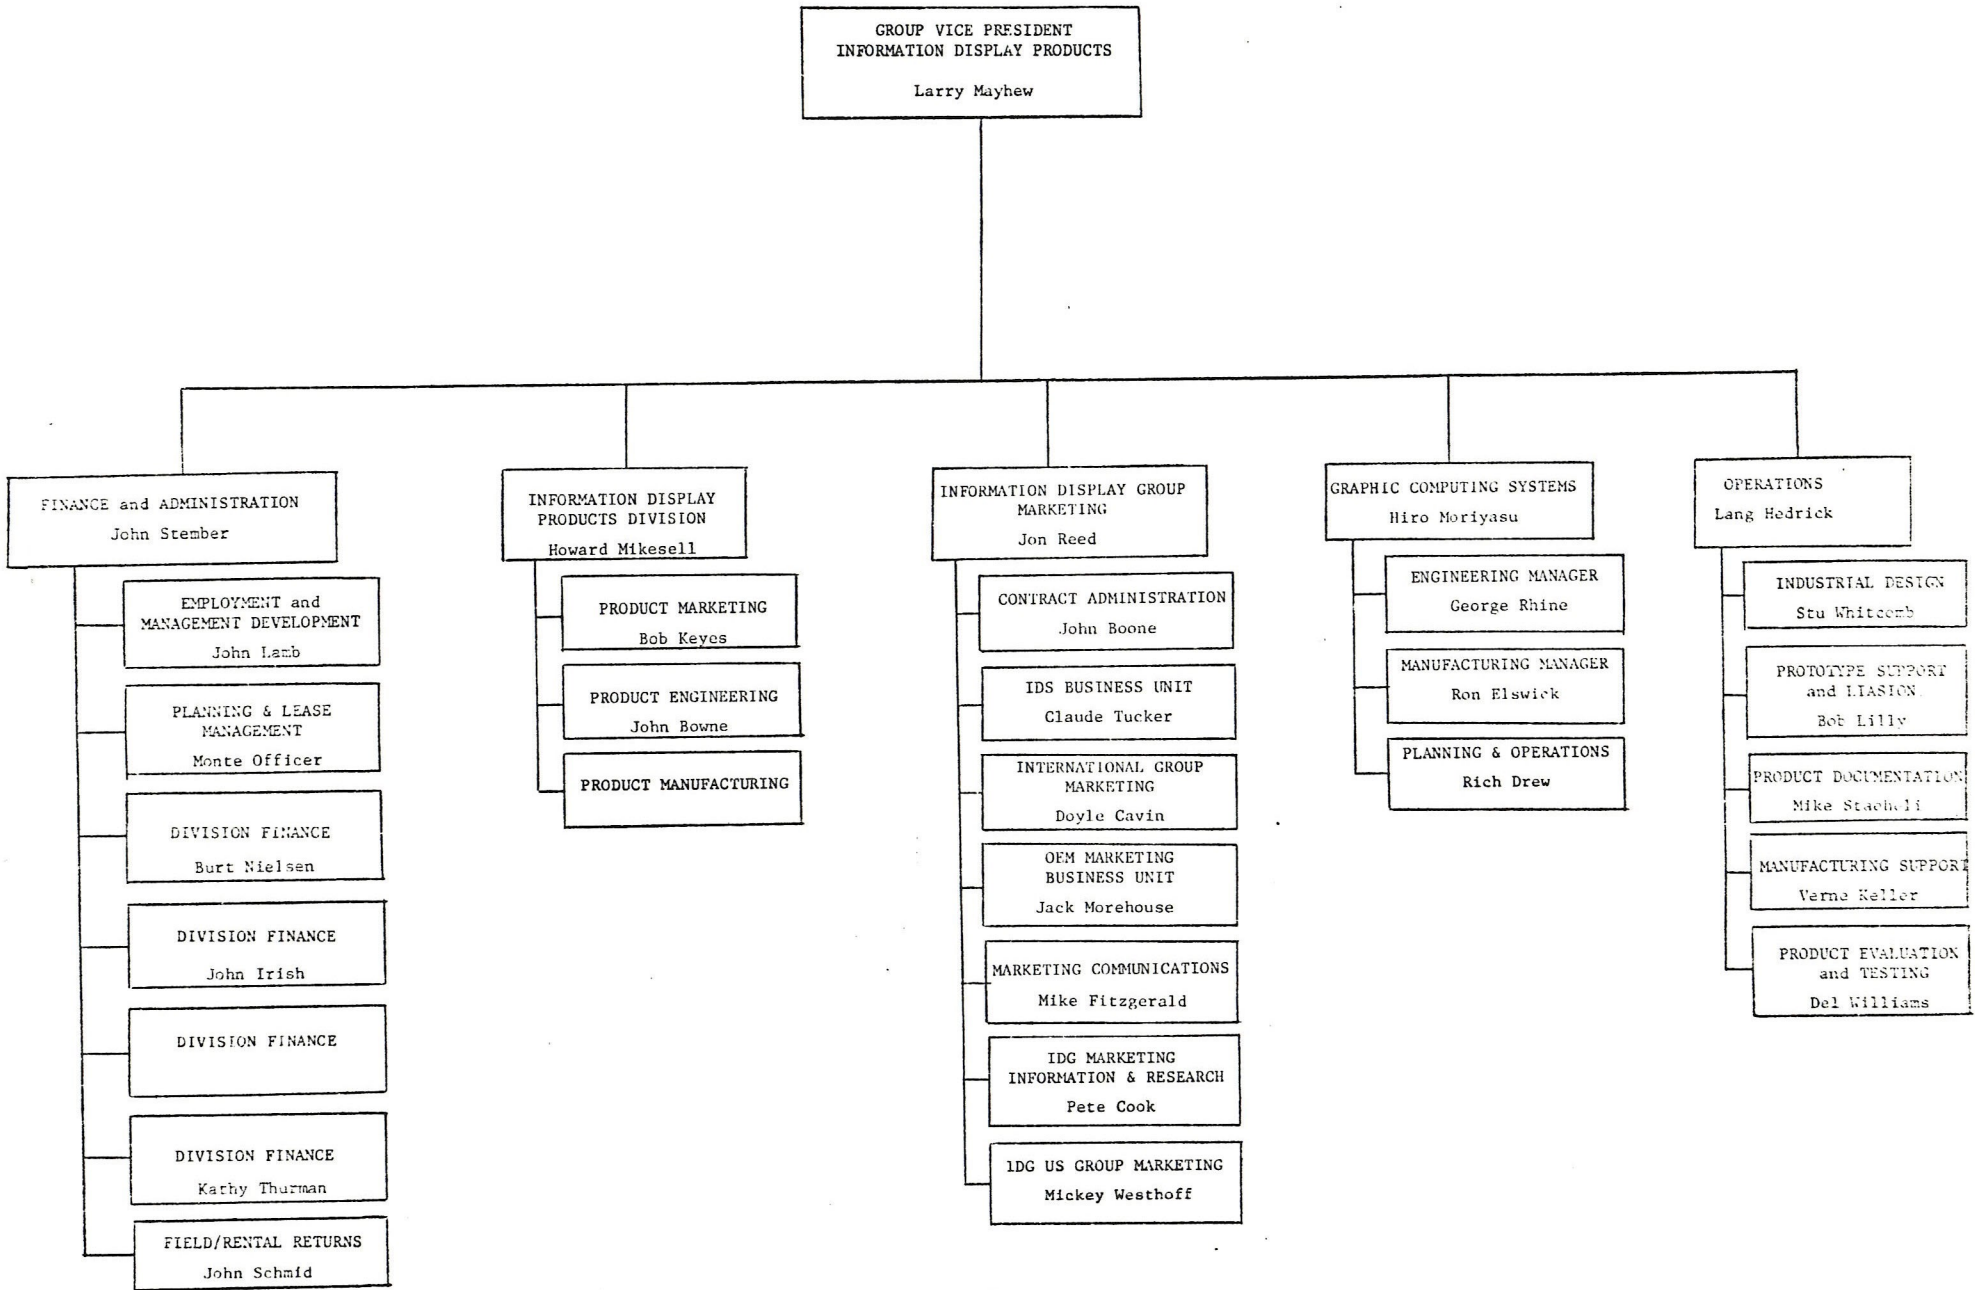 GROUP VICE PRESIDENT
INFORMATION DISPLAY PRODUCTS
Larry Mayhew
FINANCE and ADMINISTRATION
John Stember
EMPLOYMENT and
MANAGEMENT DEVELOPMENT
John Lamb
PLANNING & LEASE
MANAGEMENT
Monte Officer
DIVISION FINANCE
Burt Nielsen
DIVISION FINANCE
John Irish
DIVISION FINANCE
DIVISION FINANCE
Kathy Thurman
FIELD/RENTAL RETURNS
John Schmid
INFORMATION DISPLAY
PRODUCTS DIVISION
Howard Mikesell
PRODUCT MARKETING
Bob Keyes
PRODUCT ENGINEERING
John Bowne
PRODUCT MANUFACTURING
INFORMATION DISPLAY GROUP
MARKETING
Jon Reed
CONTRACT ADMINISTRATION
John Boone
IDS BUSINESS UNIT
Claude Tucker
INTERNATIONAL GROUP
MARKETING
Doyle Cavin
OEM MARKETING
BUSINESS UNIT
Jack Morehouse
MARKETING COMMUNICATIONS
Mike Fitzgerald
IDG MARKETING
INFORMATION & RESEARCH
Pete Cook
IDG US GROUP MARKETING
Mickey Westhoff
GRAPHIC COMPUTING SYSTEMS
Hiro Moriyasu
ENGINEERING MANAGER
George Rhine
MANUFACTURING MANAGER
Ron Elswick
PLANNING & OPERATIONS
Rich Drew
OPERATIONS
Lang Hedrick
INDUSTRIAL DESIGN
Stu Whitcomb
PROTOTYPE SUPPORT
and LIASION
Bob Lilly
PRODUCT DOCUMENTATION
Mike Stacheli
MANUFACTURING SUPPORT
Verne Keller
PRODUCT EVALUATION
and TESTING
Del Williams